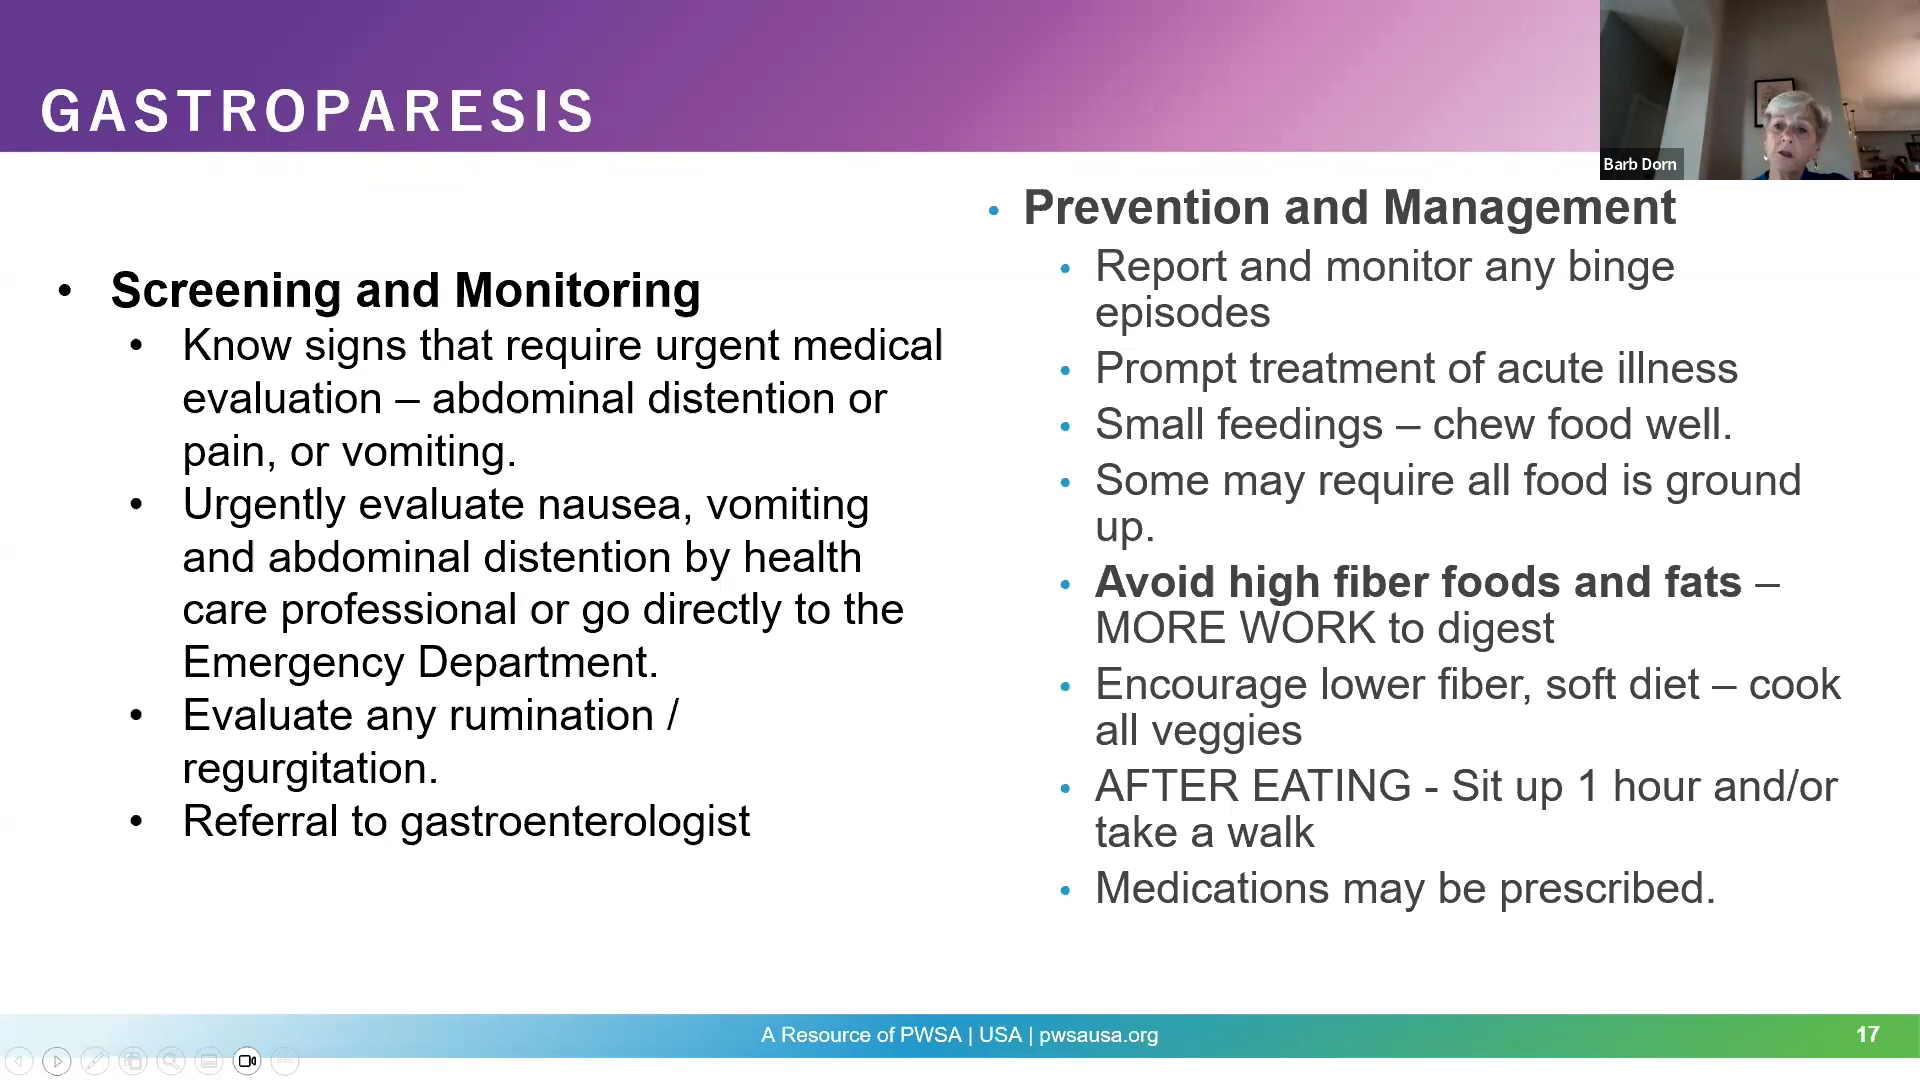 GASTROPARESIS
Barb Dorn
• Screening and Monitoring
• Know signs that require urgent medical
evaluation – abdominal distention or
pain, or vomiting.
• Urgently evaluate nausea, vomiting
and abdominal distention by health
care professional or go directly to the
Emergency Department.
• Evaluate any rumination /
regurgitation.
• Referral to gastroenterologist
• Prevention and Management
• Report and monitor any binge
episodes
• Prompt treatment of acute illness
• Small feedings – chew food well.
• Some may require all food is ground
up.
• Avoid high fiber foods and fats –
MORE WORK to digest
• Encourage lower fiber, soft diet – cook
all veggies
• AFTER EATING - Sit up 1 hour and/or
take a walk
• Medications may be prescribed.
A Resource of PWSA | USA | pwsausa.org
17